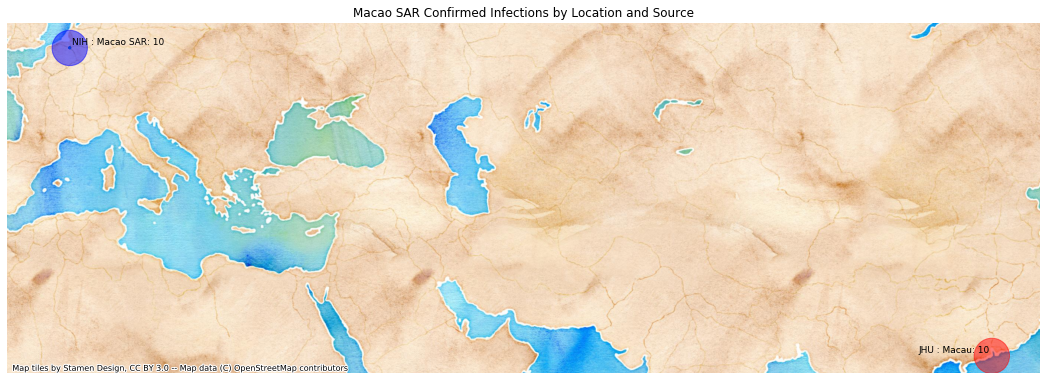 Macao SAR Confirmed Infections by Location and Source
NIH : Macao SAR: 10
JHU : Macau: 10
Map tiles by Stamen Design, CC BY 3.0 -- Map data (C) OpenStreetMap contributors